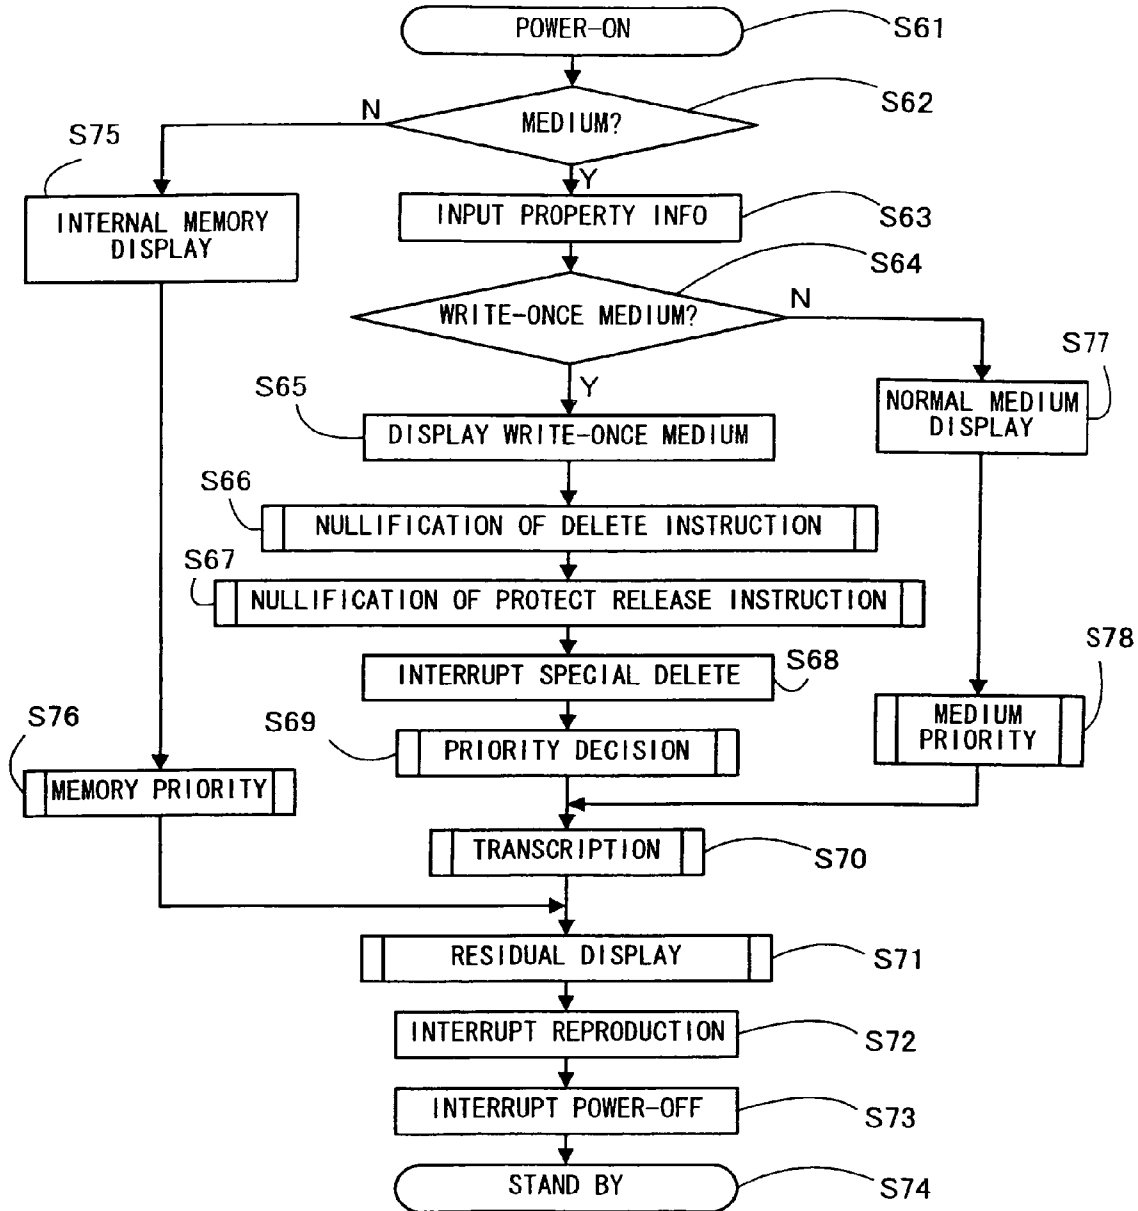 POWER-ON
S61
MEDIUM?
S62
N
Y
S75
INTERNAL MEMORY
DISPLAY
INPUT PROPERTY INFO
S63
WRITE-ONCE MEDIUM?
S64
N
Y
S77
NORMAL MEDIUM
DISPLAY
S65
DISPLAY WRITE-ONCE MEDIUM
S66
NULLIFICATION OF DELETE INSTRUCTION
S67
NULLIFICATION OF PROTECT RELEASE INSTRUCTION
INTERRUPT SPECIAL DELETE
S68
S78
MEDIUM
PRIORITY
S69
PRIORITY DECISION
S76
MEMORY PRIORITY
TRANSCRIPTION
S70
RESIDUAL DISPLAY
S71
INTERRUPT REPRODUCTION
S72
INTERRUPT POWER-OFF
S73
STAND BY
S74